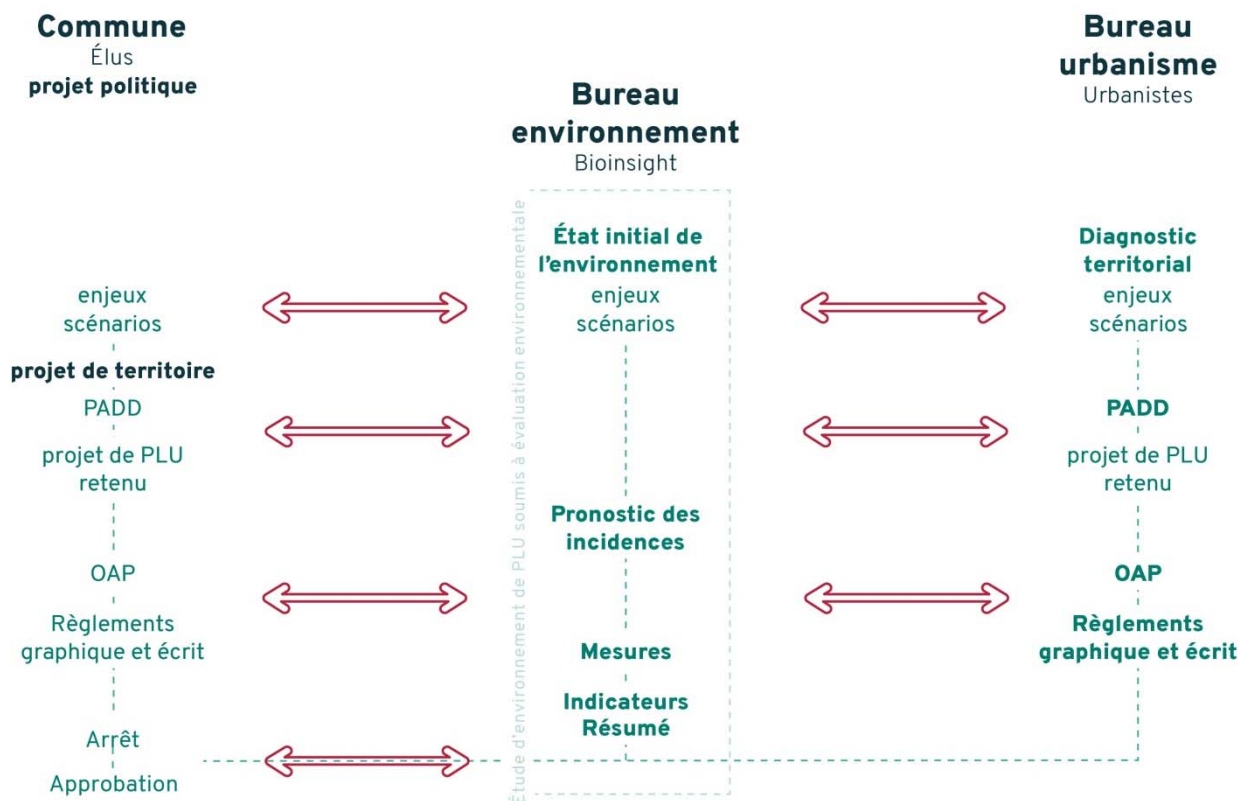 Commune
Élus
projet politique
enjeux
scénarios
projet de territoire
PADD
projet de PLU
retenu
OAP
Règlements
graphique et écrit
Arrêt
Approbation
Bureau
environnement
Bioinsight
Étude d'environnement de PLU soumis à évaluation environnementale
État initial de
l'environnement
enjeux
scénarios
Pronostic des
incidences
Mesures
Indicateurs
Résumé
Bureau
urbanisme
Urbanistes
Diagnostic
territorial
enjeux
scénarios
PADD
projet de PLU
retenu
OAP
Règlements
graphique et écrit